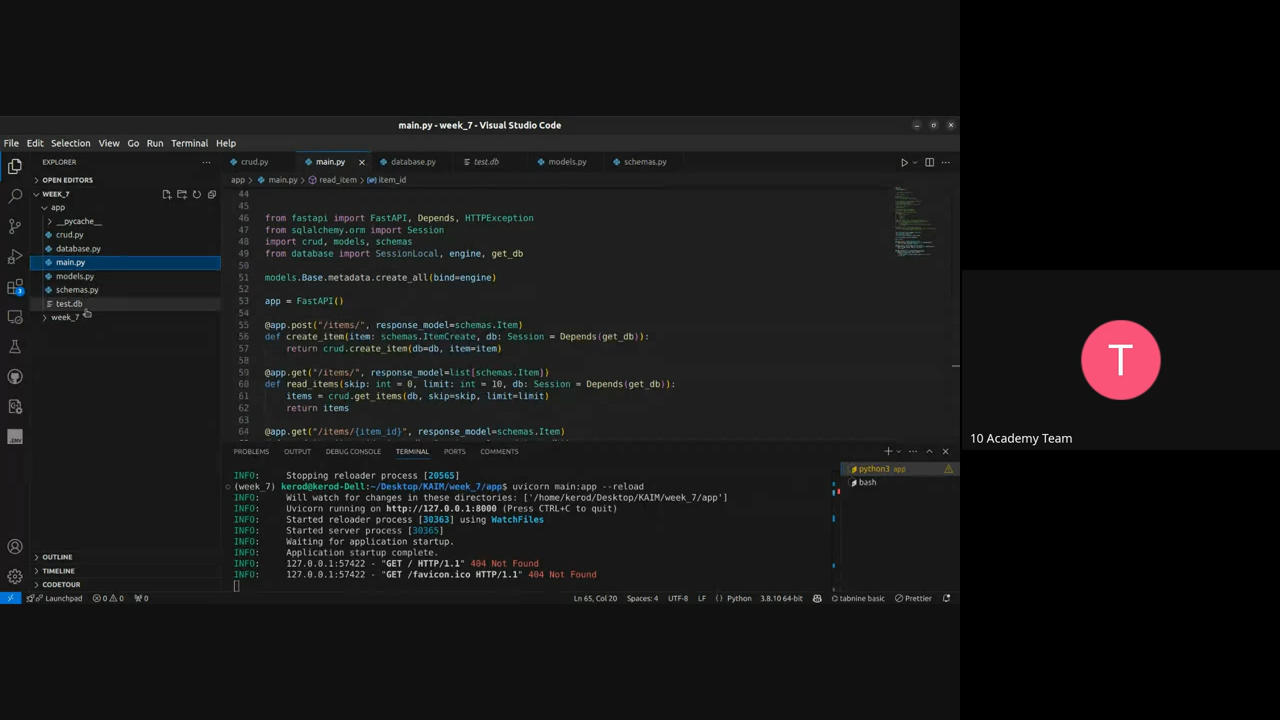 main.py - week_7 - Visual Studio Code
File Edit Selection View Go Run Terminal Help
EXPLORER
OPEN EDITORS
WEEK_7
app
__pycache__
crud.py
database.py
main.py
models.py
schemas.py
test.db
week_7
OUTLINE
TIMELINE
CODETOUR
3
.ENV
crud.py main.py database.py test.db models.py schemas.py
app main.py read_item item_id
44
45
46 from fastapi import FastAPI, Depends, HTTPException
47 from sqlalchemy.orm import Session
48 import crud, models, schemas
49 from database import SessionLocal, engine, get_db
50
51 models.Base.metadata.create_all(bind=engine)
52
53 app = FastAPI()
54
55 @app.post("/items/", response_model=schemas.Item)
56 def create_item(item: schemas.ItemCreate, db: Session = Depends(get_db)):
57 return crud.create_item(db=db, item=item)
58
59 @app.get("/items/", response_model=list[schemas.Item])
60 def read_items(skip: int = 0, limit: int = 10, db: Session = Depends(get_db)):
61 items = crud.get_items(db, skip=skip, limit=limit)
62 return items
63
64 @app.get("/items/{item_id}", response_model=schemas.Item)
PROBLEMS OUTPUT DEBUG CONSOLE TERMINAL PORTS COMMENTS
INFO: Stopping reloader process [20565]
(week_7) kerod@kerod-Dell:~/Desktop/KAIM/week_7/app$ uvicorn main:app --reload
INFO: Will watch for changes in these directories: ['/home/kerod/Desktop/KAIM/week_7/app']
INFO: Uvicorn running on http://127.0.0.1:8000 (Press CTRL+C to quit)
INFO: Started reloader process [30363] using WatchFiles
INFO: Started server process [30365]
INFO: Waiting for application startup.
INFO: Application startup complete.
INFO: 127.0.0.1:57422 - "GET / HTTP/1.1" 404 Not Found
INFO: 127.0.0.1:57422 - "GET /favicon.ico HTTP/1.1" 404 Not Found
python3 app
bash
Launchpad 0 0 0 Ln 65, Col 20 Spaces: 4 UTF-8 LF Python 3.8.10 64-bit tabnine basic Prettier
T
10 Academy Team